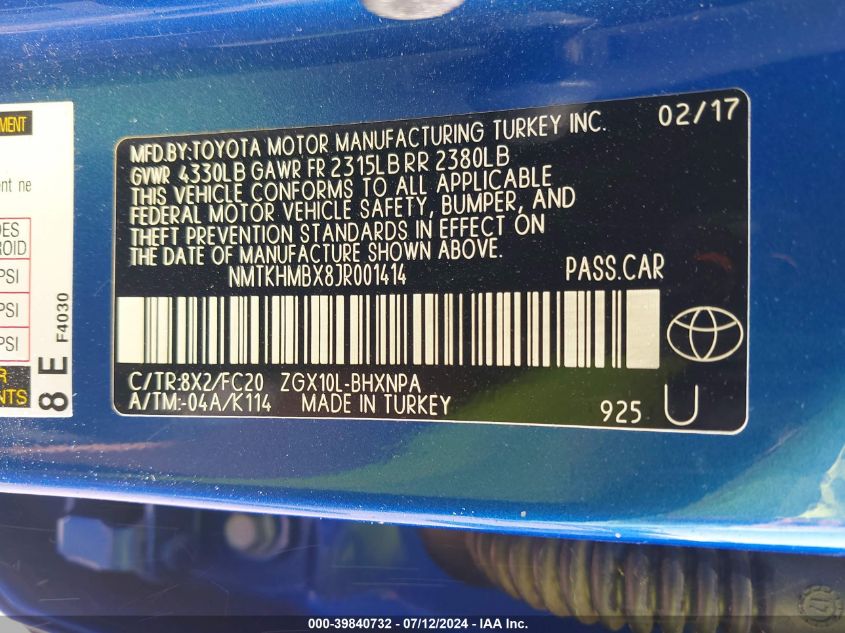 MFD.BY:TOYOTA MOTOR MANUFACTURING TURKEY INC. 02/17
GVWR 4330LB GAWR FR 2315LB RR 2380LB
THIS VEHICLE CONFORMS TO ALL APPLICABLE
FEDERAL MOTOR VEHICLE SAFETY, BUMPER, AND
THEFT PREVENTION STANDARDS IN EFFECT ON
THE DATE OF MANUFACTURE SHOWN ABOVE.
NMTKHMBX8JR001414 PASS.CAR
C/TR:8X2/FC20 ZGX10L-BHXNPA
A/TM:-04A/K114 MADE IN TURKEY 925 U
PSI
PSI
PSI
8 E F4030
000-39840732 - 07/12/2024 - IAA Inc.